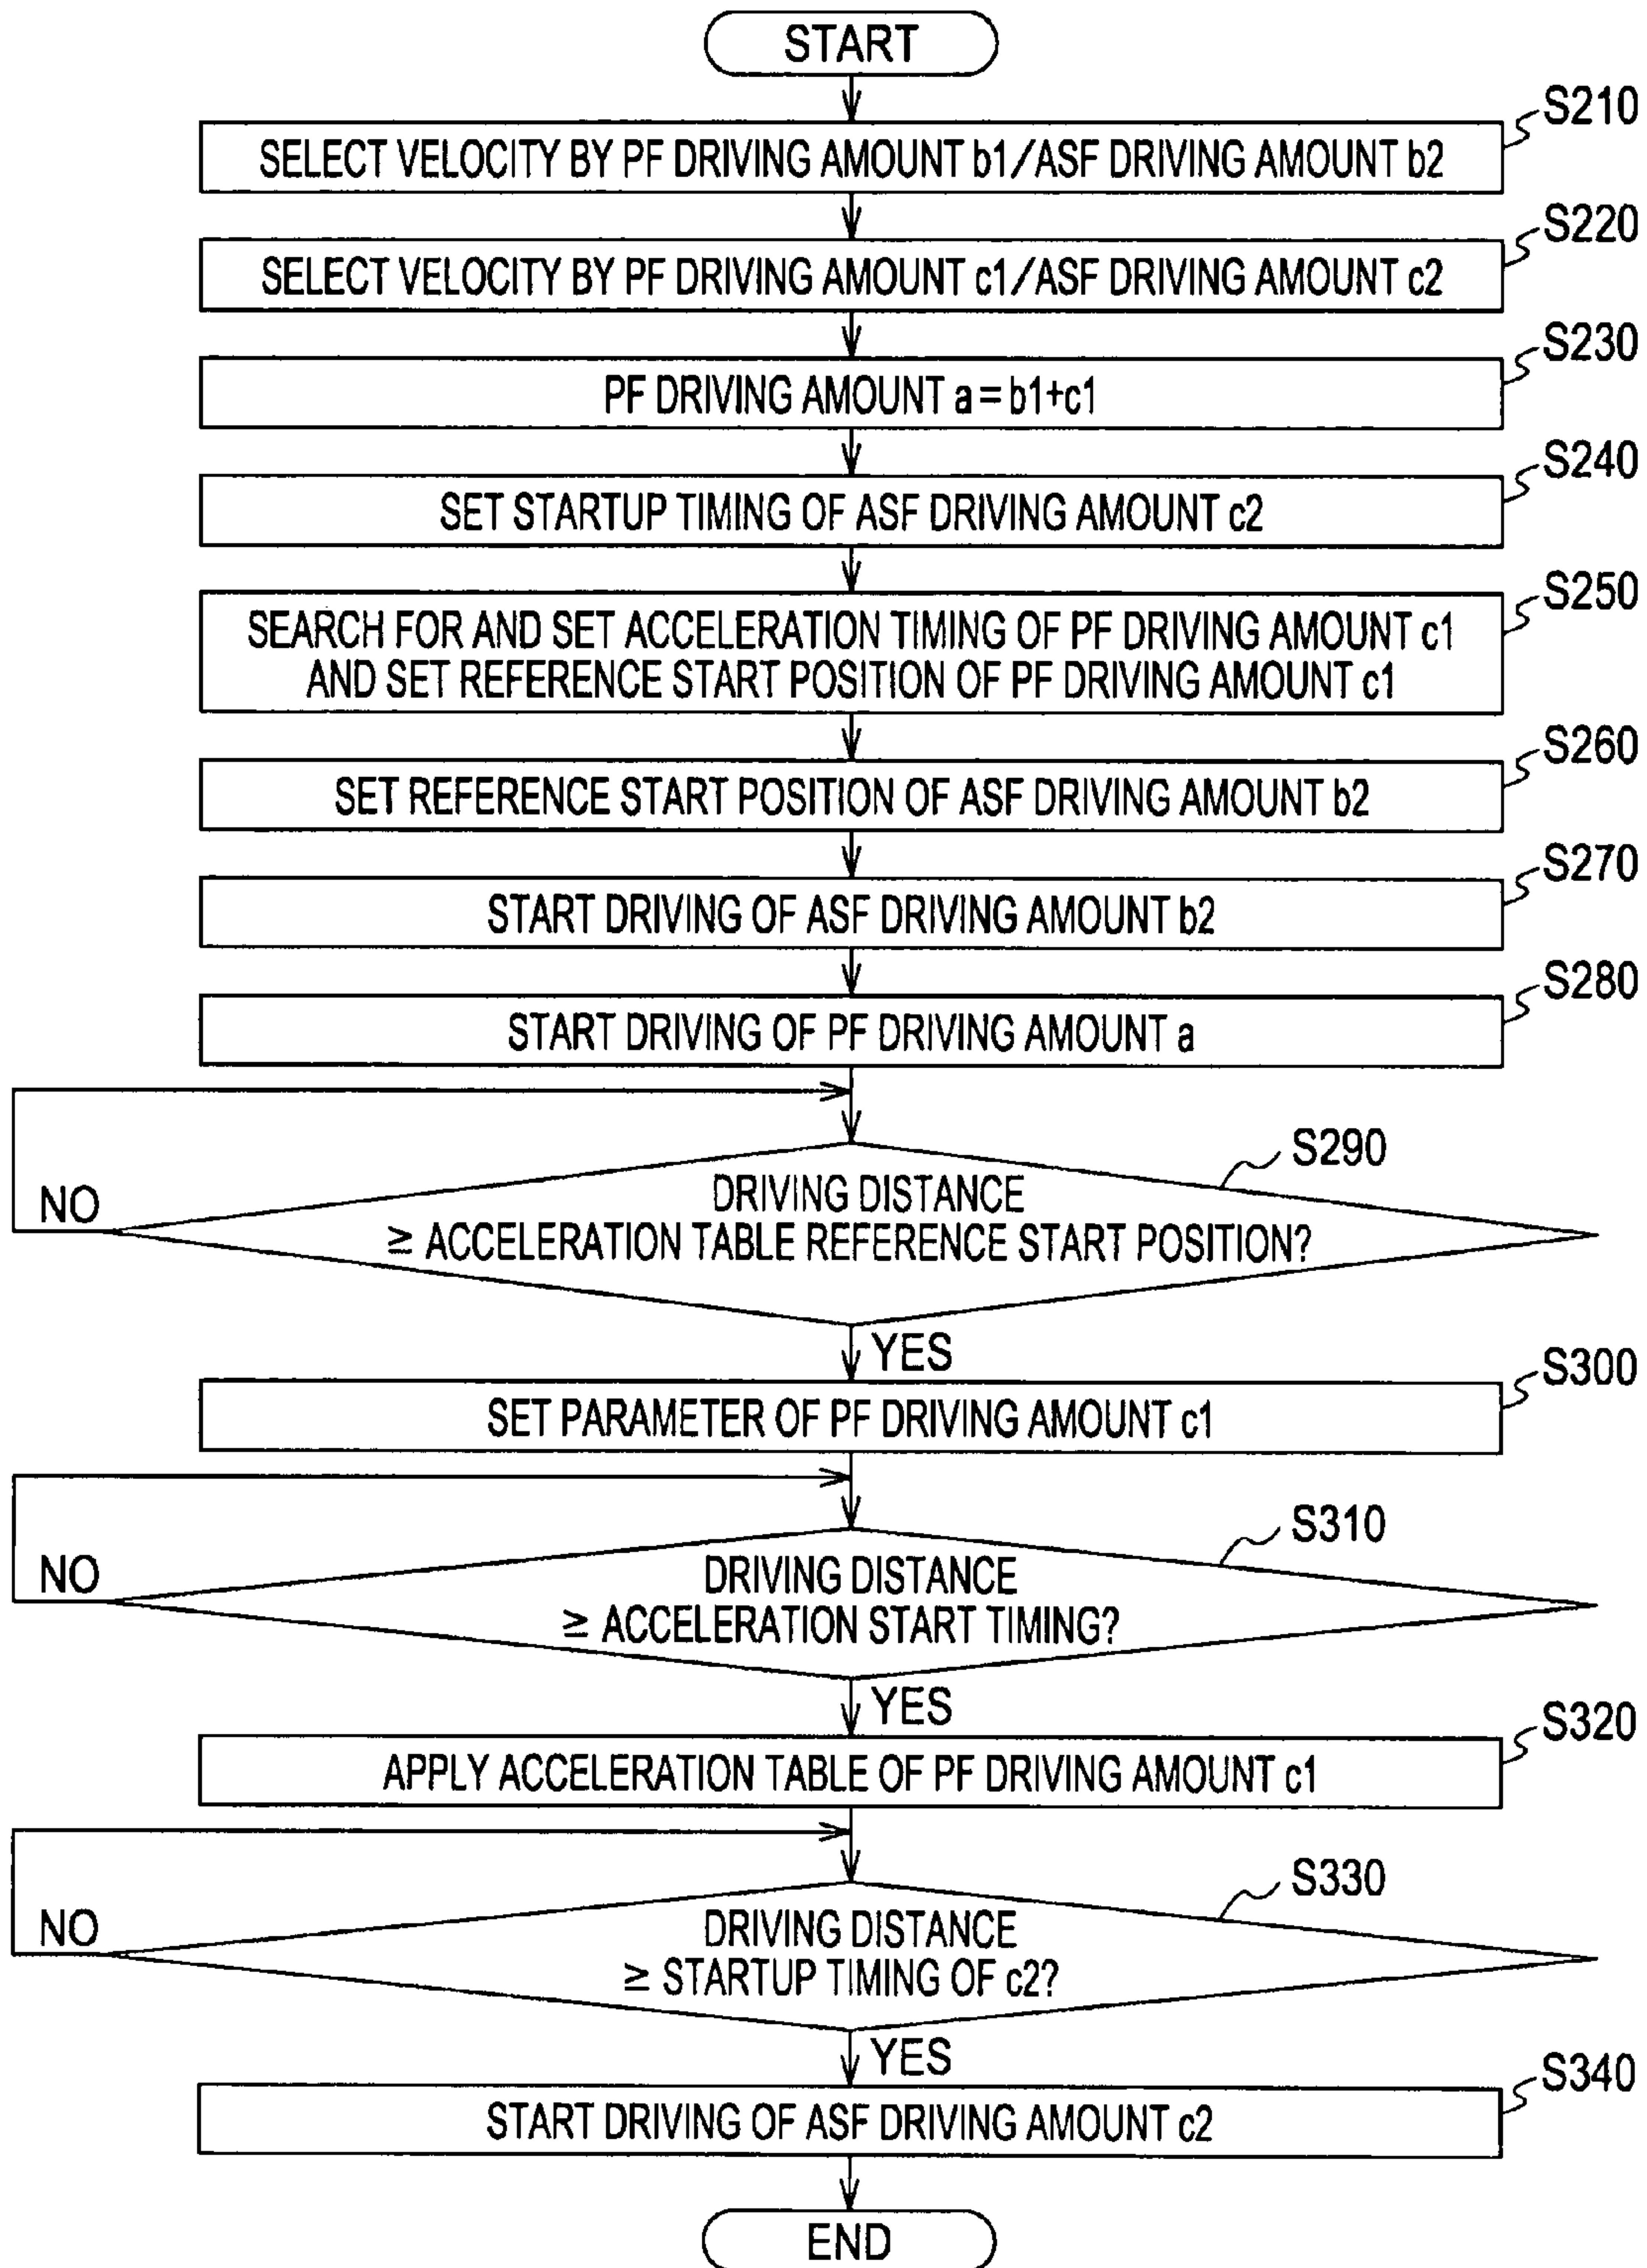 START
S210
SELECT VELOCITY BY PF DRIVING AMOUNT b1/ASF DRIVING AMOUNT b2
S220
SELECT VELOCITY BY PF DRIVING AMOUNT c1/ASF DRIVING AMOUNT c2
S230
PF DRIVING AMOUNT a=b1+c1
S240
SET STARTUP TIMING OF ASF DRIVING AMOUNT c2
S250
SEARCH FOR AND SET ACCELERATION TIMING OF PF DRIVING AMOUNT c1
AND SET REFERENCE START POSITION OF PF DRIVING AMOUNT c1
S260
SET REFERENCE START POSITION OF ASF DRIVING AMOUNT b2
S270
START DRIVING OF ASF DRIVING AMOUNT b2
S280
START DRIVING OF PF DRIVING AMOUNT a
S290
DRIVING DISTANCE
≥ ACCELERATION TABLE REFERENCE START POSITION?
NO
YES
S300
SET PARAMETER OF PF DRIVING AMOUNT c1
S310
DRIVING DISTANCE
≥ ACCELERATION START TIMING?
NO
YES
S320
APPLY ACCELERATION TABLE OF PF DRIVING AMOUNT c1
S330
DRIVING DISTANCE
≥ STARTUP TIMING OF c2?
NO
YES
S340
START DRIVING OF ASF DRIVING AMOUNT c2
END